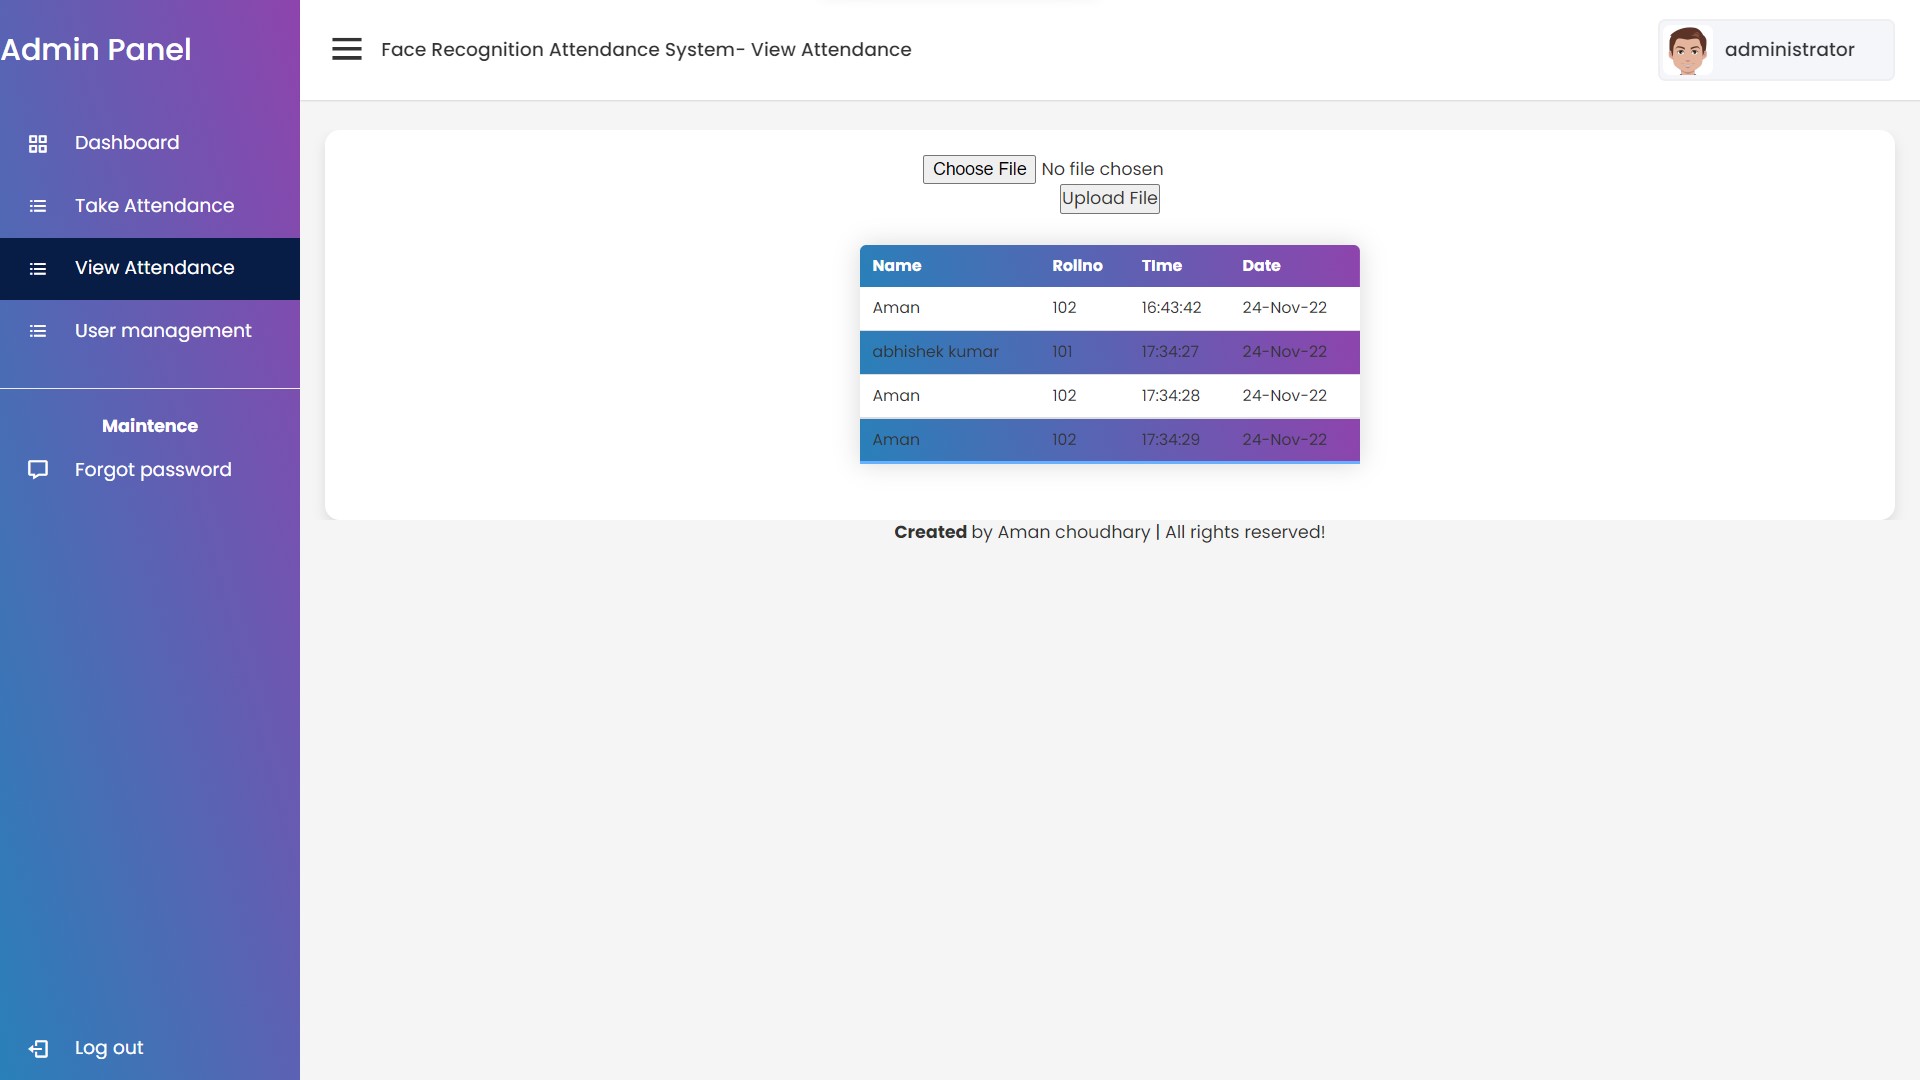 Admin Panel
Dashboard
Take Attendance
View Attendance
User management
Maintence
Forgot password
Log out
Face Recognition Attendance System- View Attendance
administrator
Choose File No file chosen
Upload File
Name Rollno TIme Date
Aman 102 16:43:42 24-Nov-22
abhishek kumar 101 17:34:27 24-Nov-22
Aman 102 17:34:28 24-Nov-22
Aman 102 17:34:29 24-Nov-22
Created by Aman choudhary | All rights reserved!